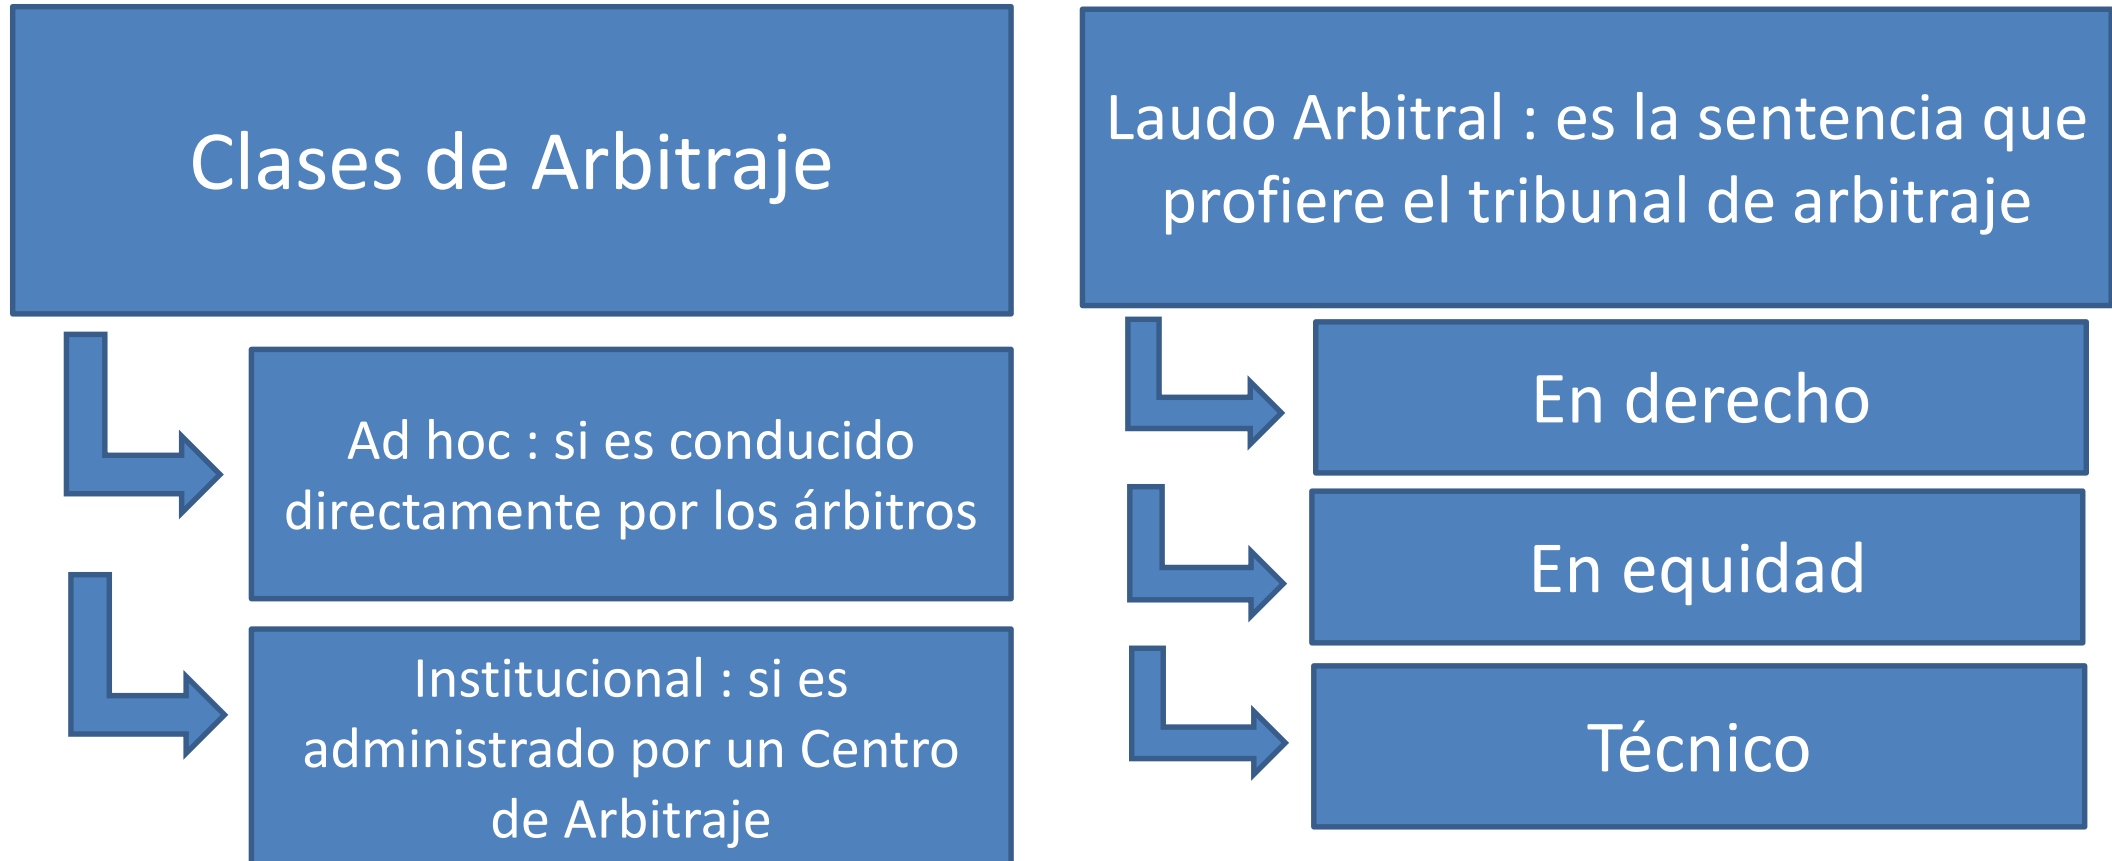 Clases de Arbitraje
Ad hoc : si es conducido
directamente por los árbitros
Institucional : si es
administrado por un Centro
de Arbitraje
Laudo Arbitral : es la sentencia que
profiere el tribunal de arbitraje
En derecho
En equidad
Técnico